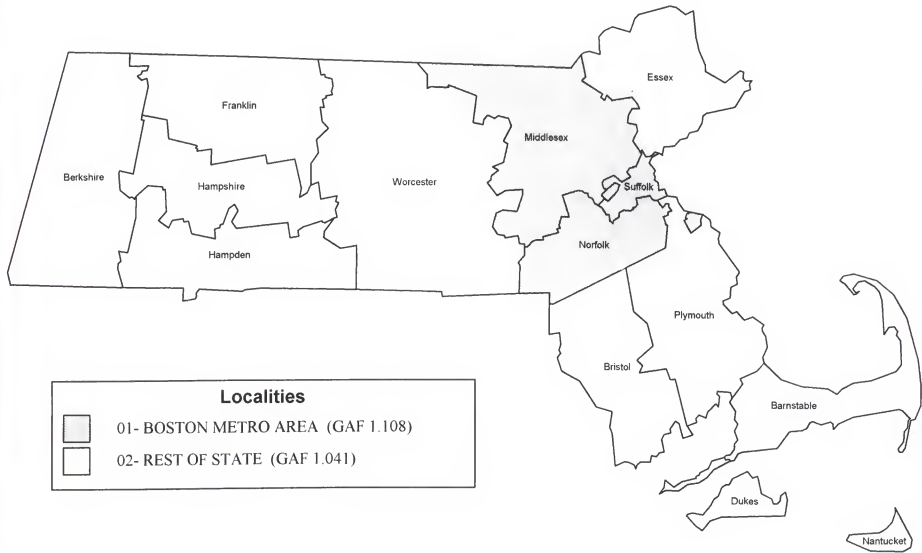 Essex
Franklin
Middlesex
Berkshire
Worcester
Hampshire
Suffolk
Norfolk
Hampden
Plymouth
Bristol
Barnstable
Localities
01- BOSTON METRO AREA (GAF 1.108)
02- REST OF STATE (GAF 1.041)
Dukes
Nantucket